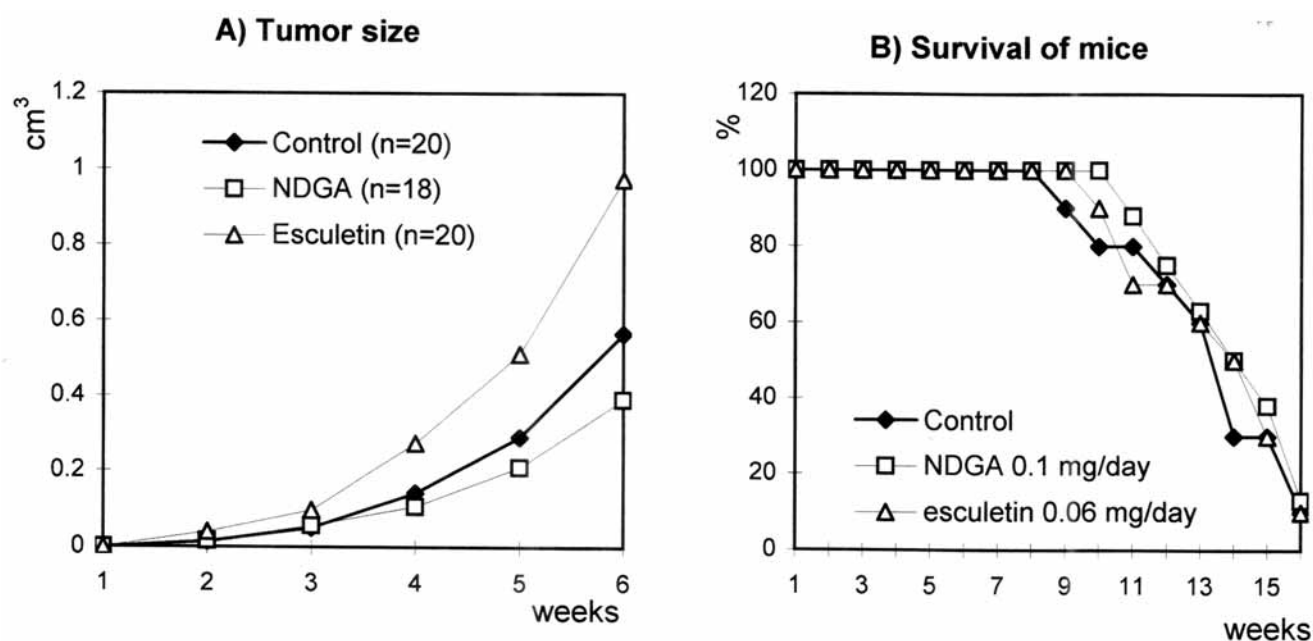 A) Tumor size
cm³
1.2
1
0.8
0.6
0.4
0.2
0
Control (n=20)
NDGA (n=18)
Esculetin (n=20)
1 2 3 4 5 6
weeks
B) Survival of mice
%
120
100
80
60
40
20
0
Control
NDGA 0.1 mg/day
esculetin 0.06 mg/day
1 3 5 7 9 11 13 15
weeks